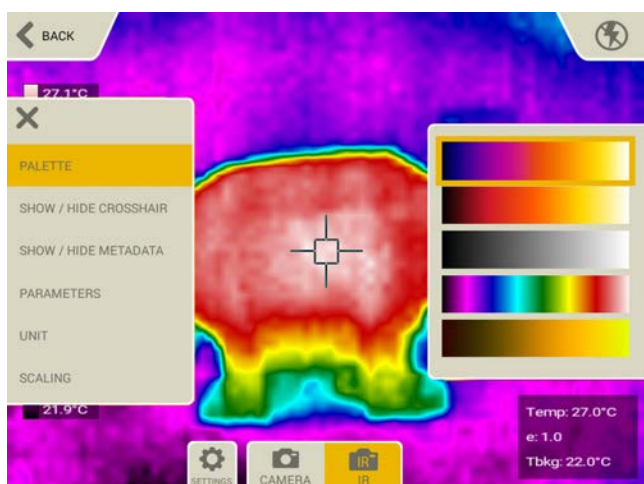 BACK
27.1°C
PALETTE
SHOW / HIDE CROSSHAIR
SHOW / HIDE METADATA
PARAMETERS
UNIT
SCALING
21.9°C
Temp: 27.0°C
e: 1.0
Tbkg: 22.0°C
IR
SETTINGS
CAMERA
IR